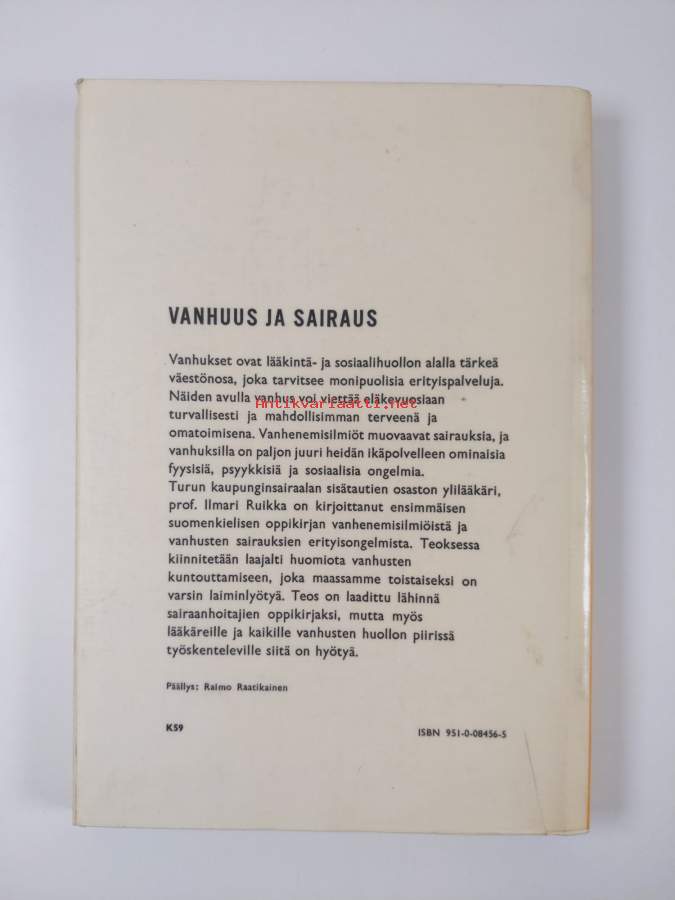 VANHUUS JA SAIRAUS
Vanhukset ovat lääkintä- ja sosiaalihuollon alalla tärkeä
väestönosa, joka tarvitsee monipuolisia erityispalveluja.
Näiden avulla vanhus voi viettää eläkevuosiaan
Antikvariaatti.net
turvallisesti ja mahdollisimman terveenä ja
omatoimisena. Vanhenemisilmiöt muovaavat sairauksia, ja
vanhuksilla on paljon juuri heidän ikäpolvelleen ominaisia
fyysisiä, psyykkisiä ja sosiaalisia ongelmia.
Turun kaupunginsairaalan sisätautien osaston ylilääkäri,
prof. Ilmari Ruikka on kirjoittanut ensimmäisen
suomenkielisen oppikirjan vanhenemisilmiöistä ja
vanhusten sairauksien erityisongelmista. Teoksessa
kiinnitetään laajalti huomiota vanhusten
kuntouttamiseen, joka maassamme toistaiseksi on
varsin laiminlyötyä. Teos on laadittu lähinnä
sairaanhoitajien oppikirjaksi, mutta myös
lääkäreille ja kaikille vanhusten huollon piirissä
työskenteleville siitä on hyötyä.
Päällys: Raimo Raatikainen
K59
ISBN 951-0-08456-5